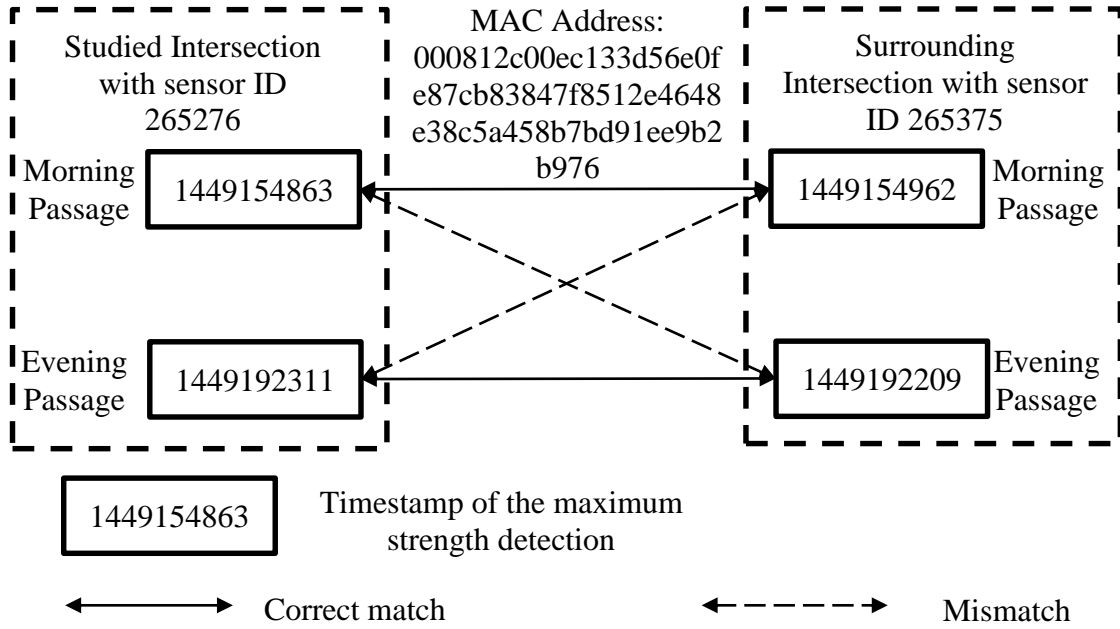 Studied Intersection
with sensor ID
265276
MAC Address:
000812c00ec133d56e0f
e87cb83847f8512e4648
e38c5a458b7bd91ee9b2
b976
Surrounding
Intersection with sensor
ID 265375
Morning
Passage
1449154863
1449154962
Morning
Passage
Evening
Passage
1449192311
1449192209
Evening
Passage
1449154863
Timestamp of the maximum
strength detection
Correct match
Mismatch